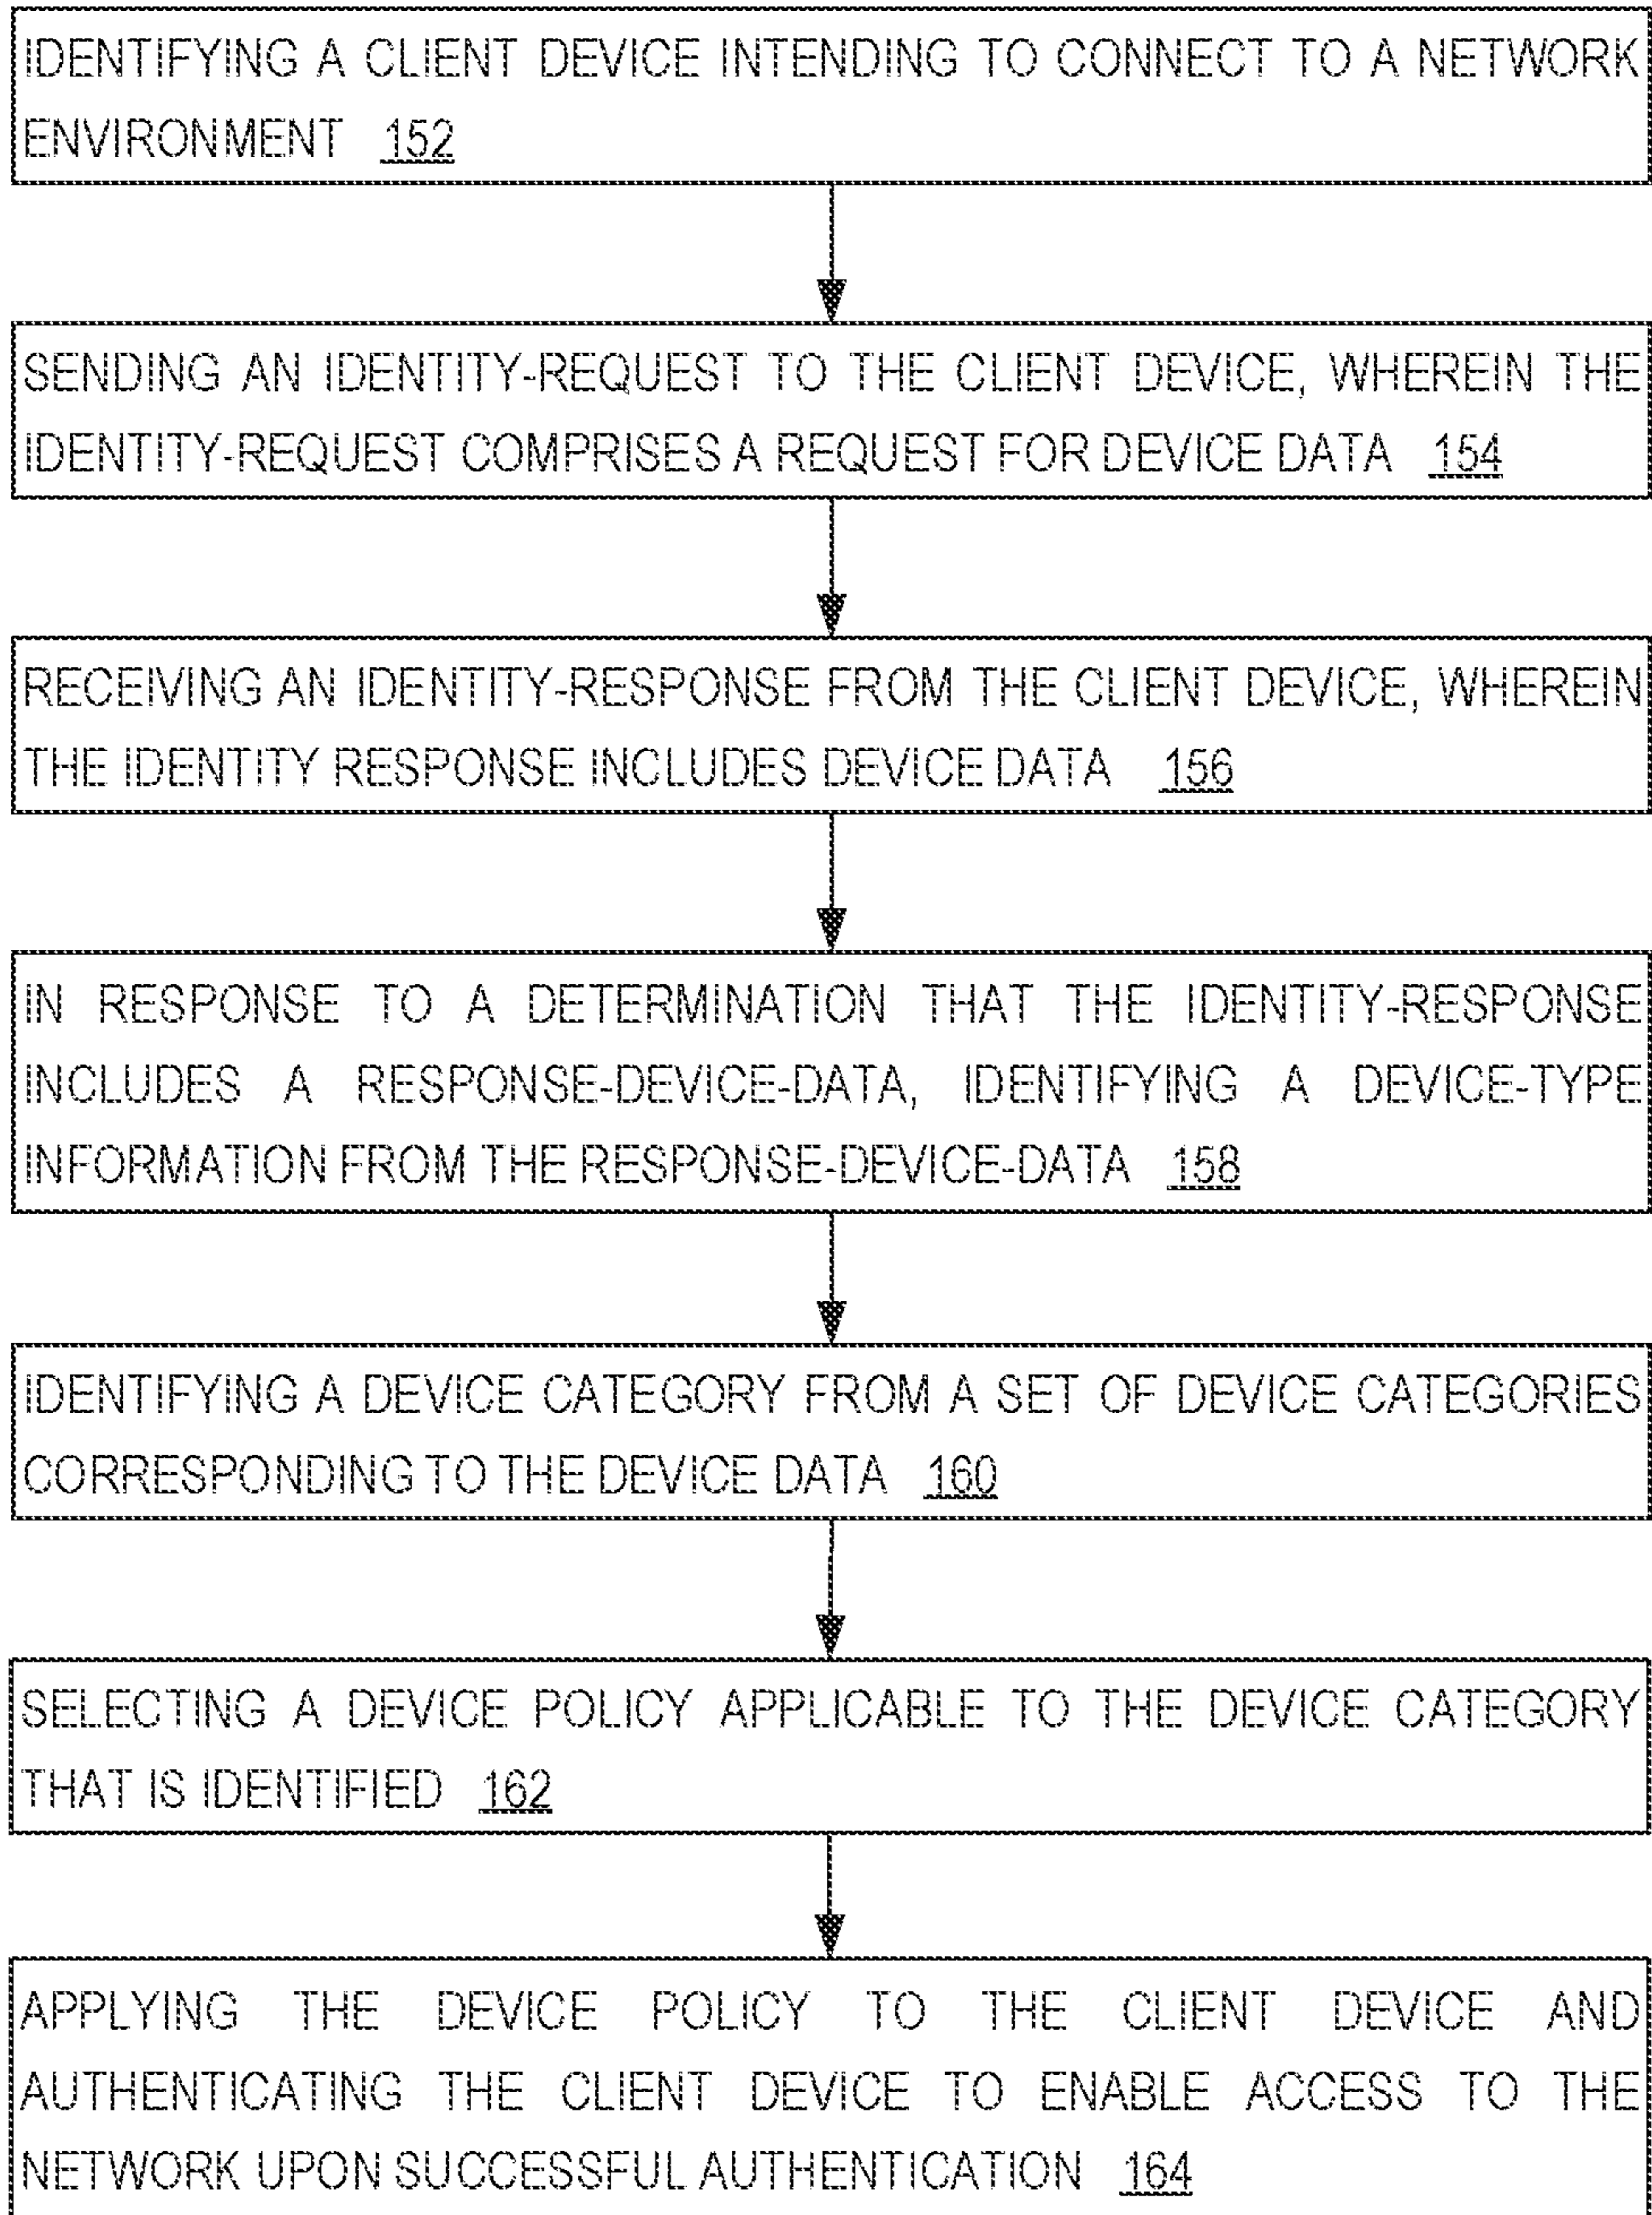 IDENTIFYING A CLIENT DEVICE INTENDING TO CONNECT TO A NETWORK
ENVIRONMENT 152
SENDING AN IDENTITY-REQUEST TO THE CLIENT DEVICE, WHEREIN THE
IDENTITY-REQUEST COMPRISES A REQUEST FOR DEVICE DATA 154
RECEIVING AN IDENTITY-RESPONSE FROM THE CLIENT DEVICE, WHEREIN
THE IDENTITY RESPONSE INCLUDES DEVICE DATA 156
IN RESPONSE TO A DETERMINATION THAT THE IDENTITY-RESPONSE
INCLUDES A RESPONSE-DEVICE-DATA, IDENTIFYING A DEVICE-TYPE
INFORMATION FROM THE RESPONSE-DEVICE-DATA 158
IDENTIFYING A DEVICE CATEGORY FROM A SET OF DEVICE CATEGORIES
CORRESPONDING TO THE DEVICE DATA 160
SELECTING A DEVICE POLICY APPLICABLE TO THE DEVICE CATEGORY
THAT IS IDENTIFIED 162
APPLYING THE DEVICE POLICY TO THE CLIENT DEVICE AND
AUTHENTICATING THE CLIENT DEVICE TO ENABLE ACCESS TO THE
NETWORK UPON SUCCESSFUL AUTHENTICATION 164